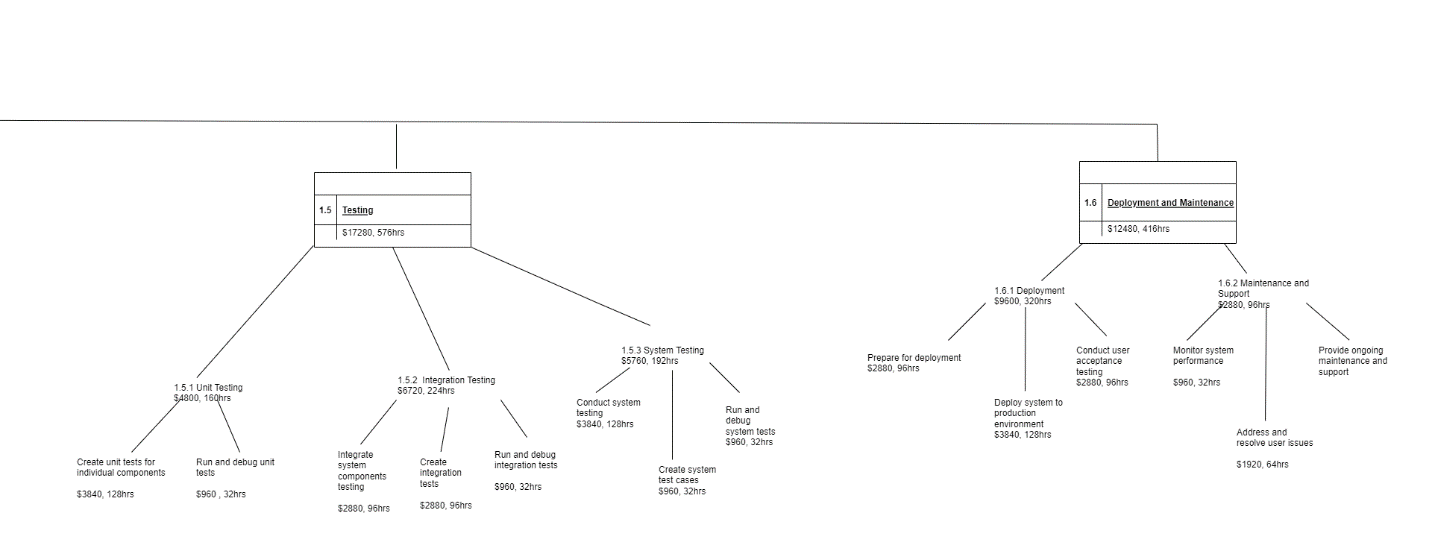 1.5 Testing
$17280, 576hrs
1.6 Deployment and Maintenance
$12480, 416hrs
1.5.1 Unit Testing
$4800, 160hrs
Create unit tests for
individual components
$3840, 128hrs
Run and debug unit
tests
$960 , 32hrs
1.5.2 Integration Testing
$6720, 224hrs
Integrate
system
components
testing
$2880, 96hrs
Create
integration
tests
$2880, 96hrs
Run and debug
integration tests
$960, 32hrs
1.5.3 System Testing
$5760, 192hrs
Conduct system
testing
$3840, 128hrs
Create system
test cases
$960, 32hrs
Run and
debug
system tests
$960, 32hrs
1.6.1 Deployment
$9600, 320hrs
Prepare for deployment
$2880, 96hrs
Deploy system to
production
environment
$3840, 128hrs
Conduct user
acceptance
testing
$2880, 96hrs
1.6.2 Maintenance and
Support
$2880, 96hrs
Monitor system
performance
$960, 32hrs
Address and
resolve user issues
$1920, 64hrs
Provide ongoing
maintenance and
support